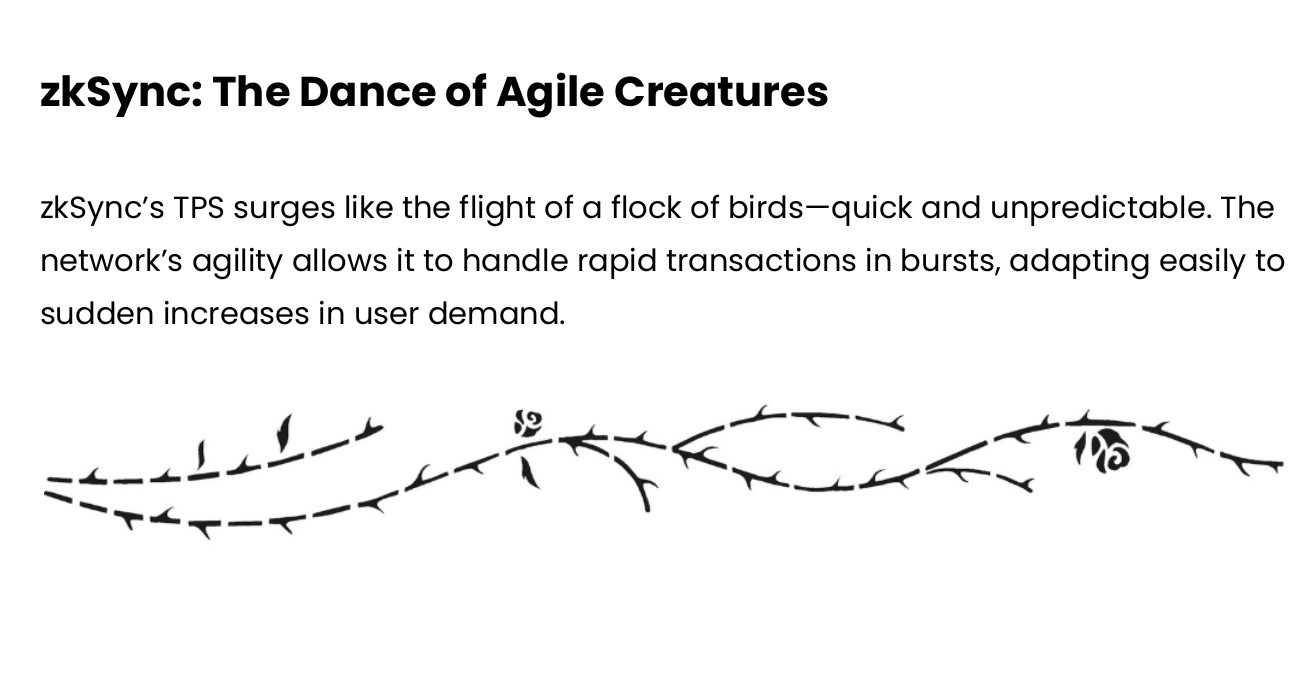 zkSync: The Dance of Agile Creatures
zkSync’s TPS surges like the flight of a flock of birds—quick and unpredictable. The
network’s agility allows it to handle rapid transactions in bursts, adapting easily to
sudden increases in user demand.